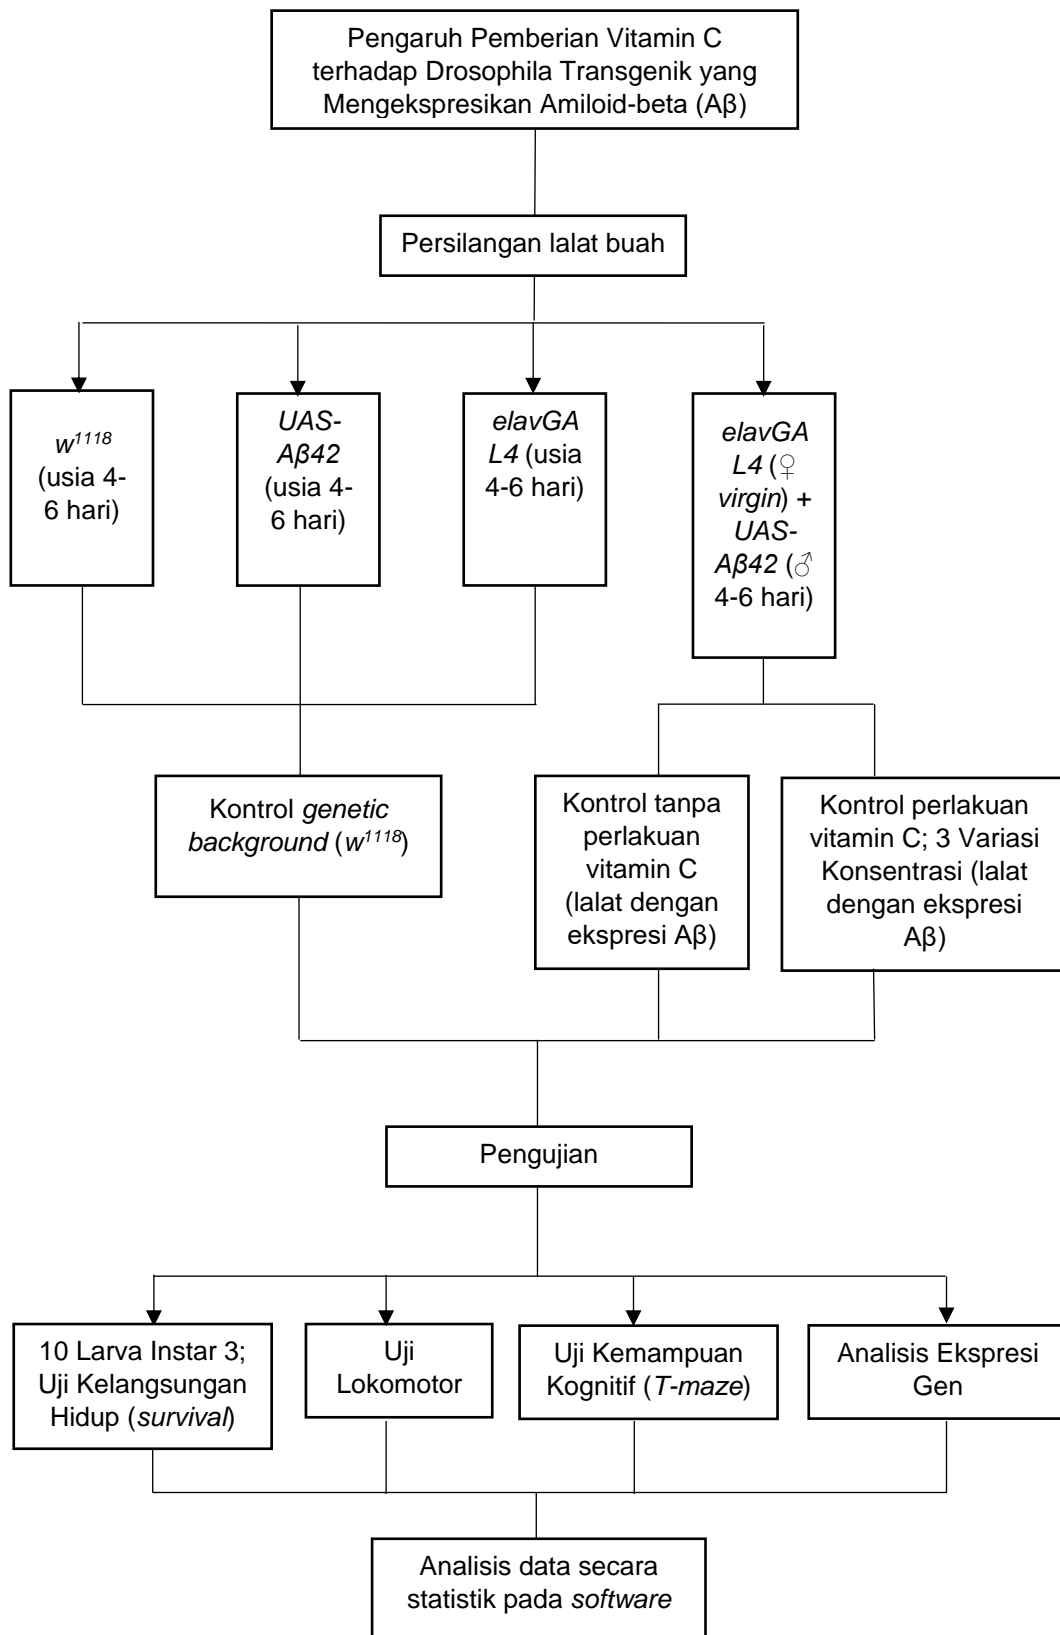 Pengaruh Pemberian Vitamin C
terhadap Drosophila Transgenik yang
Mengekspresikan Amiloid-beta (Aβ)
Persilangan lalat buah
w¹¹¹⁸
(usia 4-
6 hari)
UAS-
Aβ42
(usia 4-
6 hari)
elavGA
L4 (usia
4-6 hari)
elavGA
L4 (♀
virgin) +
UAS-
Aβ42 (♂
4-6 hari)
Kontrol genetic
background (w¹¹¹⁸)
Kontrol tanpa
perlakuan
vitamin C
(lalat dengan
ekspresi Aβ)
Kontrol perlakuan
vitamin C; 3 Variasi
Konsentrasi (lalat
dengan ekspresi
Aβ)
Pengujian
10 Larva Instar 3;
Uji Kelangsungan
Hidup (survival)
Uji
Lokomotor
Uji Kemampuan
Kognitif (T-maze)
Analisis Ekspresi
Gen
Analisis data secara
statistik pada software